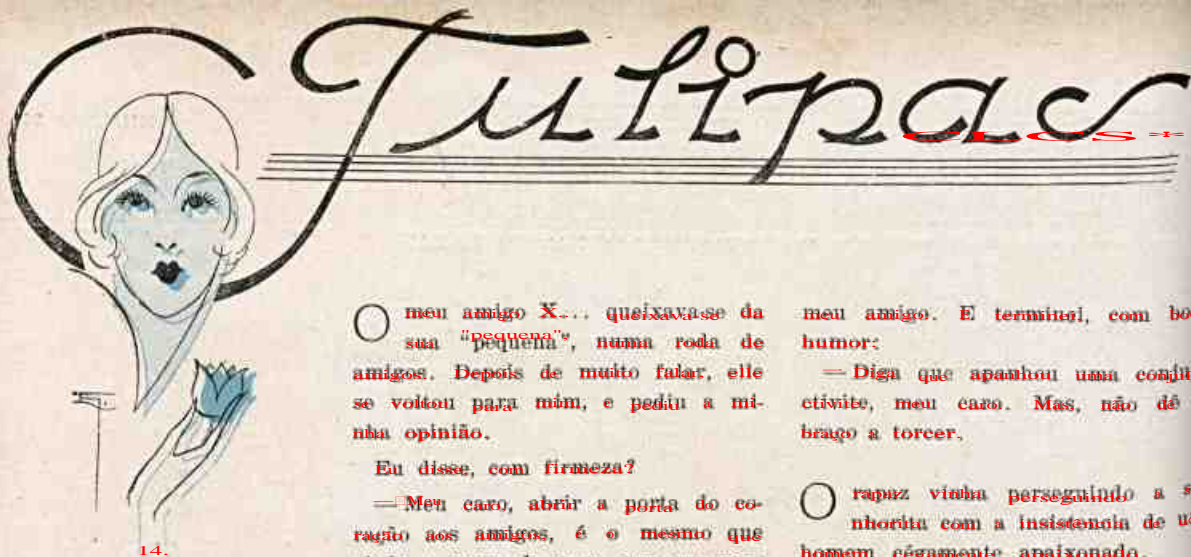 Tulipas
O meu amigo X... queixava-se da
sua "pequena", numa roda de
amigos. Depois de muito falar, elle
se voltou para mim, e pediu a mi-
nha opinião.
Eu disse, com firmeza?
— Meu caro, abrir a porta do co-
ração aos amigos, é o mesmo que
meu amigo. E terminei, com
humor:
— Diga que apanhou uma
ctivite, meu caro. Mas, não dê
braço a torcer.
O rapaz vinha perseguindo a
nhorita com a insistencia de
homem cégamente apaixonado.